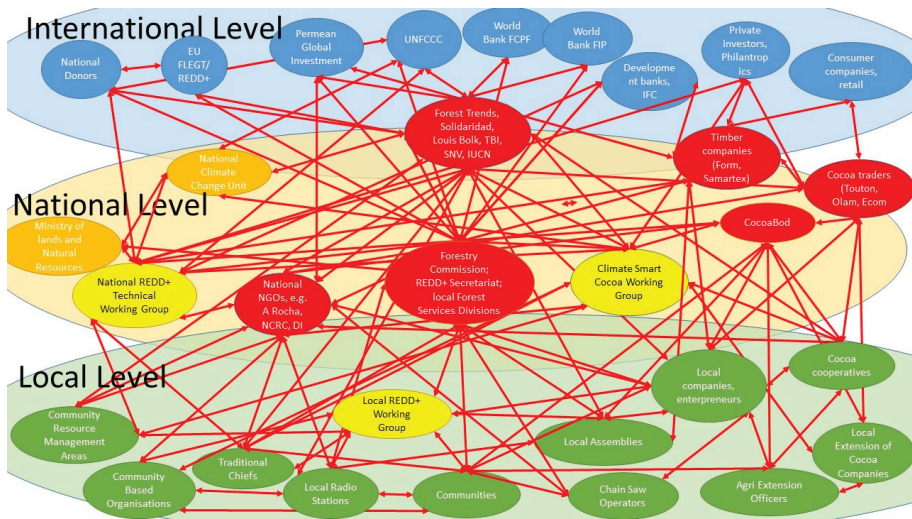 International Level
National
Donors
EU
FLEGT/
REDD+
Permean
Global
Investment
UNFCCC
World
Bank FCPF
World
Bank FIP
Developme
nt banks,
IFC
Private
investors,
Philantrop
ics
Consumer
companies,
retail
Forest Trends,
Solidaridad,
Louis Bolk, TBI,
SNV, IUCN
Timber
companies
(Form,
Samartex)
Cocoa traders
(Touton,
Olam, Ecom
National
Climate
Change Unit
National Level
Ministry of
lands and
Natural
Resources
CocoaBod
National REDD+
Technical
Working Group
National
NGOs, e.g.
A Rocha,
NCRC, DI
Forestry
Commission;
REDD+ Secretariat;
local Forest
Services Divisions
Climate Smart
Cocoa Working
Group
Local Level
Local
companies,
enterpreneurs
Cocoa
cooperatives
Local REDD+
Working
Group
Community
Resource
Management
Areas
Local Assemblies
Local
Extension of
Cocoa
Companies
Traditional
Chiefs
Community
Based
Organisations
Local Radio
Stations
Communities
Chain Saw
Operators
Agri Extension
Officers